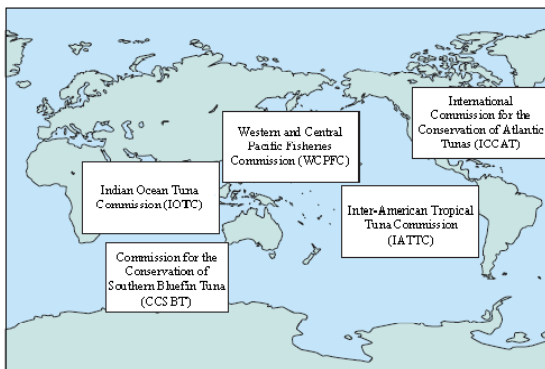 International
Commission for the
Conservation of Atlantic
Tunas (ICCAT)
Western and Central
Pacific Fisheries
Commission (WCPFC)
Indian Ocean Tuna
Commission (IOTC)
Inter-American Tropical
Tuna Commission
(IATTC)
Commission for the
Conservation of
Southern Bluefin Tuna
(CCSBT)